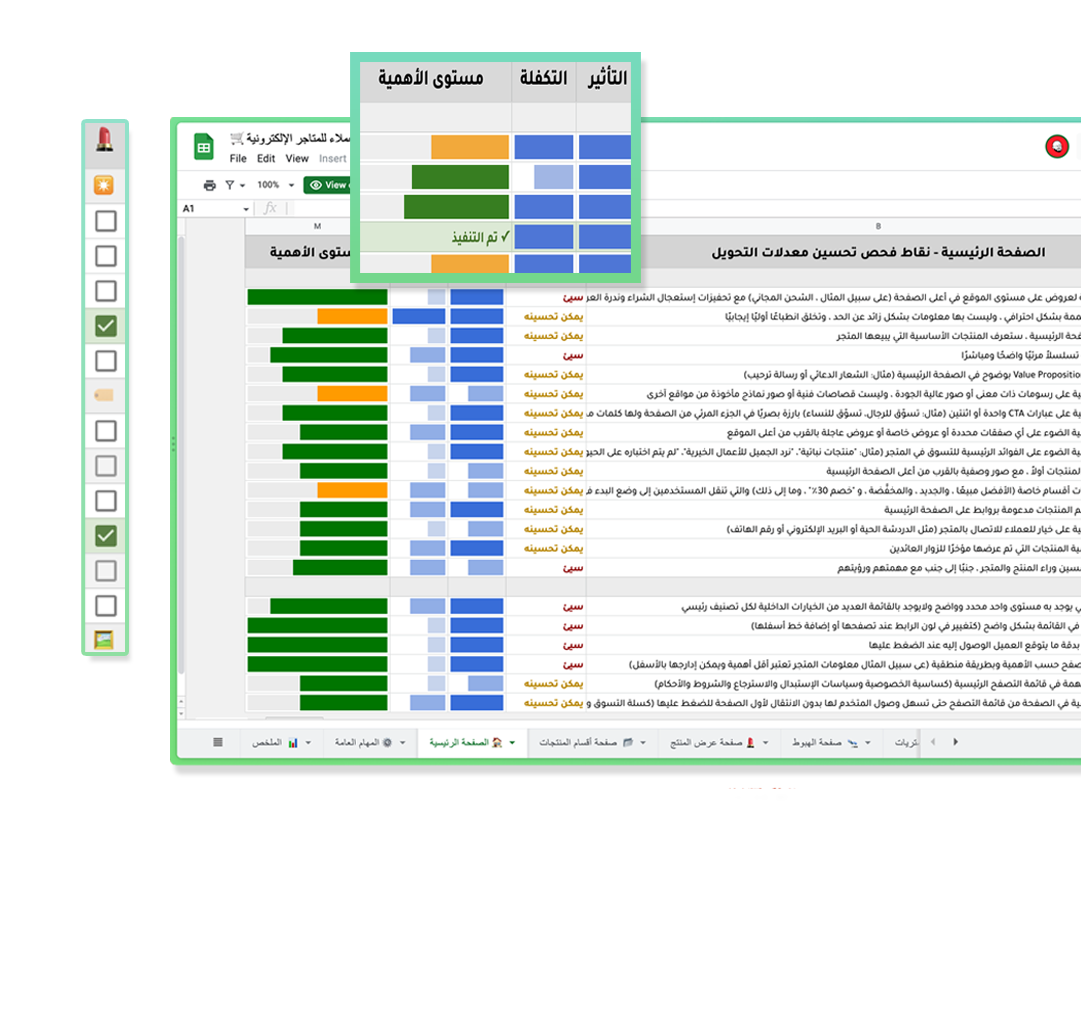 مستوى الأهمية
التكفلة
التأثير
✓ تم التنفيذ
ملاء للمتاجر الإلكترونية
File Edit View Insert
100%
View
A1
fx
M
B
ستوى الأهمية
الصفحة الرئيسية - نقاط فحص تحسين معدلات التحويل
لعروض على مستوى الموقع في أعلى الصفحة (على سبيل المثال ، الشحن المجاني) مع تحفيزات إستعجال الشراء وندرة العر
سيئ
ممة بشكل احترافي ، وليست بها معلومات بشكل زائد عن الحد ، وتخلق انطباعًا أوليًا إيجابيًا
يمكن تحسينه
فحة الرئيسية ، ستعرف المنتجات الأساسية التي يبيعها المتجر
يمكن تحسينه
تسلسلاً مرئيًا واضحًا ومباشرًا
سيئ
Value Proposition بوضوح في الصفحة الرئيسية (مثال: الشعار الدعائي أو رسالة ترحيب)
يمكن تحسينه
ية على رسومات ذات معنى أو صور عالية الجودة ، وليست قصاصات فنية أو صور نماذج مأخوذة من مواقع أخرى
يمكن تحسينه
ية على عبارات CTA واحدة أو اثنتين (مثال: تسوّق للرجال، تسوّق للنساء) بارزة بصريًا في الجزء المرئي من الصفحة ولها كلمات م
يمكن تحسينه
ية الضوء على أي صفقات محددة أو عروض خاصة أو عروض عاجلة بالقرب من أعلى الموقع
يمكن تحسينه
ية الضوء على الفوائد الرئيسية للتسوق في المتجر (مثال: "منتجات نباتية"، "نرد الجميل للأعمال الخيرية"، "لم يتم اختباره على الحيو
يمكن تحسينه
المنتجات أولاً ، مع صور وصفية بالقرب من أعلى الصفحة الرئيسية
يمكن تحسينه
ت أقسام خاصة (الأفضل مبيعًا ، والجديد ، والمخفَّضة ، و "خصم 30٪" ، وما إلى ذلك) والتي تنقل المستخدمين إلى وضع البدء ف
يمكن تحسينه
م المنتجات مدعومة بروابط على الصفحة الرئيسية
يمكن تحسينه
ية على خيار للعملاء للاتصال بالمتجر (مثل الدردشة الحية أو البريد الإلكتروني أو رقم الهاتف)
يمكن تحسينه
ية المنتجات التي تم عرضها مؤخرًا للزوار العائدين
يمكن تحسينه
سسين وراء المنتج والمتجر ، جنبًا إلى جنب مع مهمتهم ورؤيتهم
سيئ
ي يوجد به مستوى واحد محدد وواضح ولايوجد بالقائمة العديد من الخيارات الداخلية لكل تصنيف رئيسي
سيئ
في القائمة بشكل واضح (كتغيير في لون الرابط عند تصفحها أو إضافة خط أسفلها)
سيئ
بدقة ما يتوقع العميل الوصول إليه عند الضغط عليها
سيئ
صفح حسب الأهمية وبطريقة منطقية (عى سبيل المثال معلومات المتجر تعتبر أقل أهمية ويمكن إدارجها بالأسفل)
سيئ
همة في قائمة التصفح الرئيسية (كساسية الخصوصية وسياسات الإستبدال والاسترجاع والشروط والأحكام)
يمكن تحسينه
ية في الصفحة من قائمة التصفح حتى تسهل وصول المتخدم لها بدون الانتقال لأول الصفحة للضغط عليها (كسلة التسوق و
يمكن تحسينه
الملخص
المهام العامة
الصفحة الرئيسية
صفحة أقسام المنتجات
صفحة عرض المنتج
صفحة الهبوط
تريات